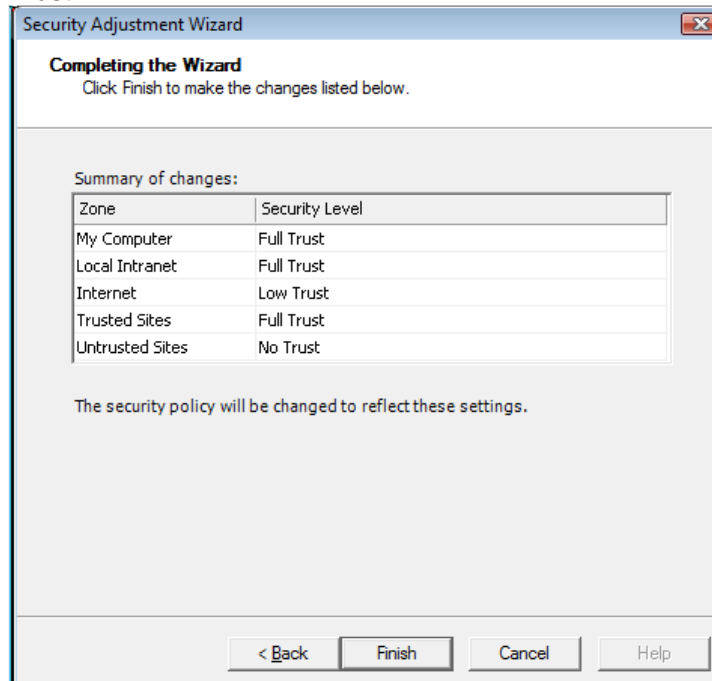 Security Adjustment Wizard
Completing the Wizard
Click Finish to make the changes listed below.
Summary of changes:
Zone Security Level
My Computer Full Trust
Local Intranet Full Trust
Internet Low Trust
Trusted Sites Full Trust
Untrusted Sites No Trust
The security policy will be changed to reflect these settings.
< Back Finish Cancel Help